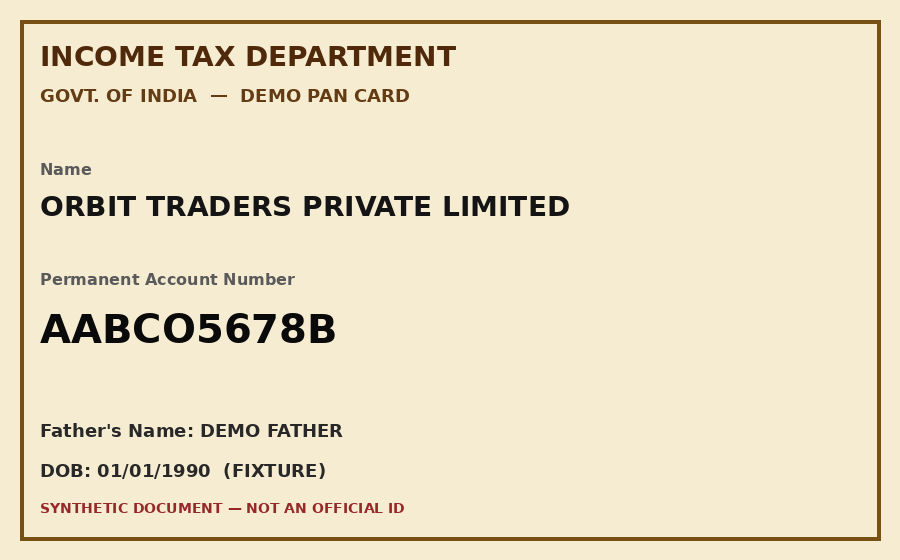 INCOME TAX DEPARTMENT
GOVT. OF INDIA — DEMO PAN CARD
Name
ORBIT TRADERS PRIVATE LIMITED
Permanent Account Number
AABCO5678B
Father's Name: DEMO FATHER
DOB: 01/01/1990 (FIXTURE)
SYNTHETIC DOCUMENT — NOT AN OFFICIAL ID